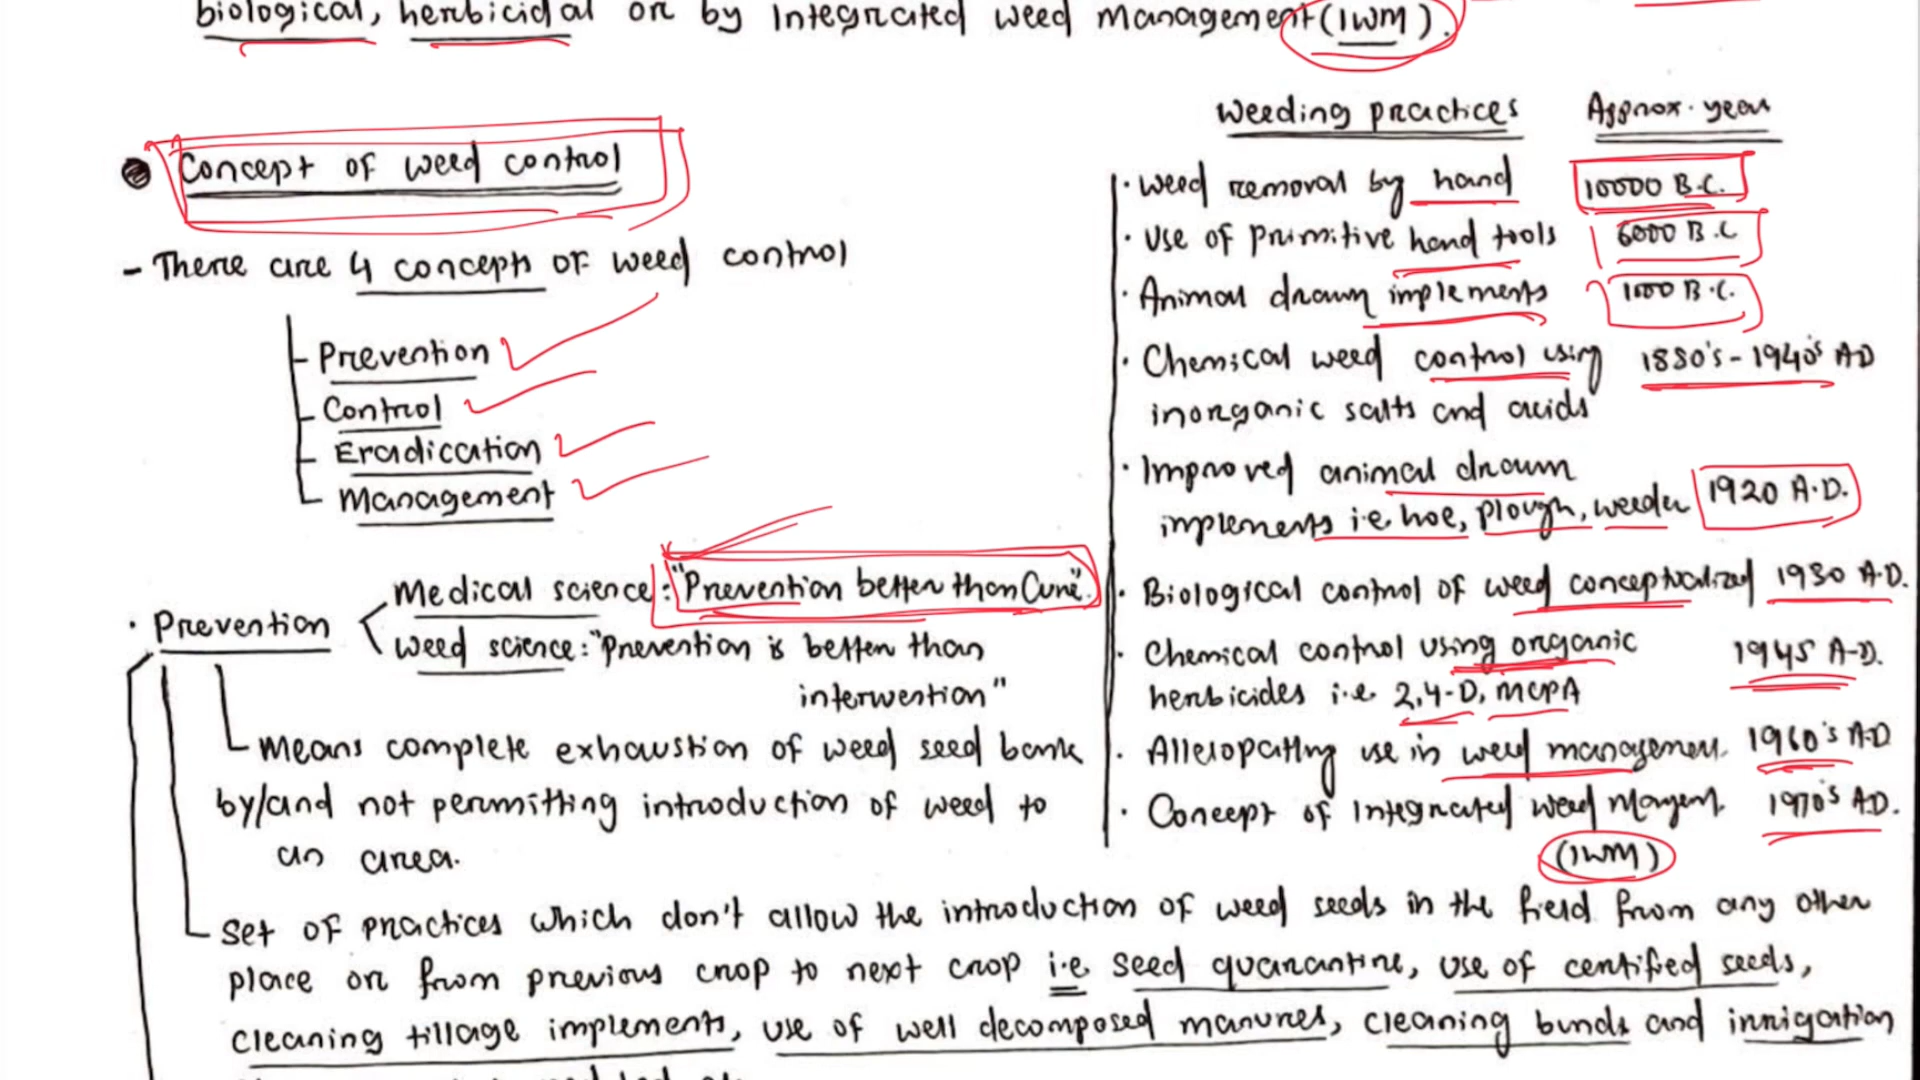 biological, herbicidal or by Integrated weed management (IWM).
Concept of weed control
- There are 4 concepts of weed control
Prevention
Control
Eradication
Management
Weeding practices Approx. year
· Weed removal by hand 10000 B.C.
· Use of primitive hand tools 6000 B.C
· Animal drawn implements 1000 B.C.
· Chemical weed control using 1880's - 1940's AD
inorganic salts and acids
· Improved animal drawn
implements i.e. hoe, plough, weeder 1920 A.D.
· Biological control of weed conceptualized 1930 A.D.
· Chemical control using organic 1945 A.D.
herbicides i.e. 2,4-D, MCPA
· Allelopathy use in weed management 1960's A.D
· Concept of Integrated weed 1970's A.D.
(IWM)
· Prevention
Medical science: "Prevention better than Cure".
Weed science: "Prevention is better than
interwention"
Means complete exhaustion of weed seed bank
by/and not permitting introduction of weed to
an area.
Set of practices which don't allow the introduction of weed seeds in the field from any other
place or from previous crop to next crop i.e seed quarantine, use of certified seeds,
cleaning tillage implements, use of well decomposed manures, cleaning bunds and irrigation